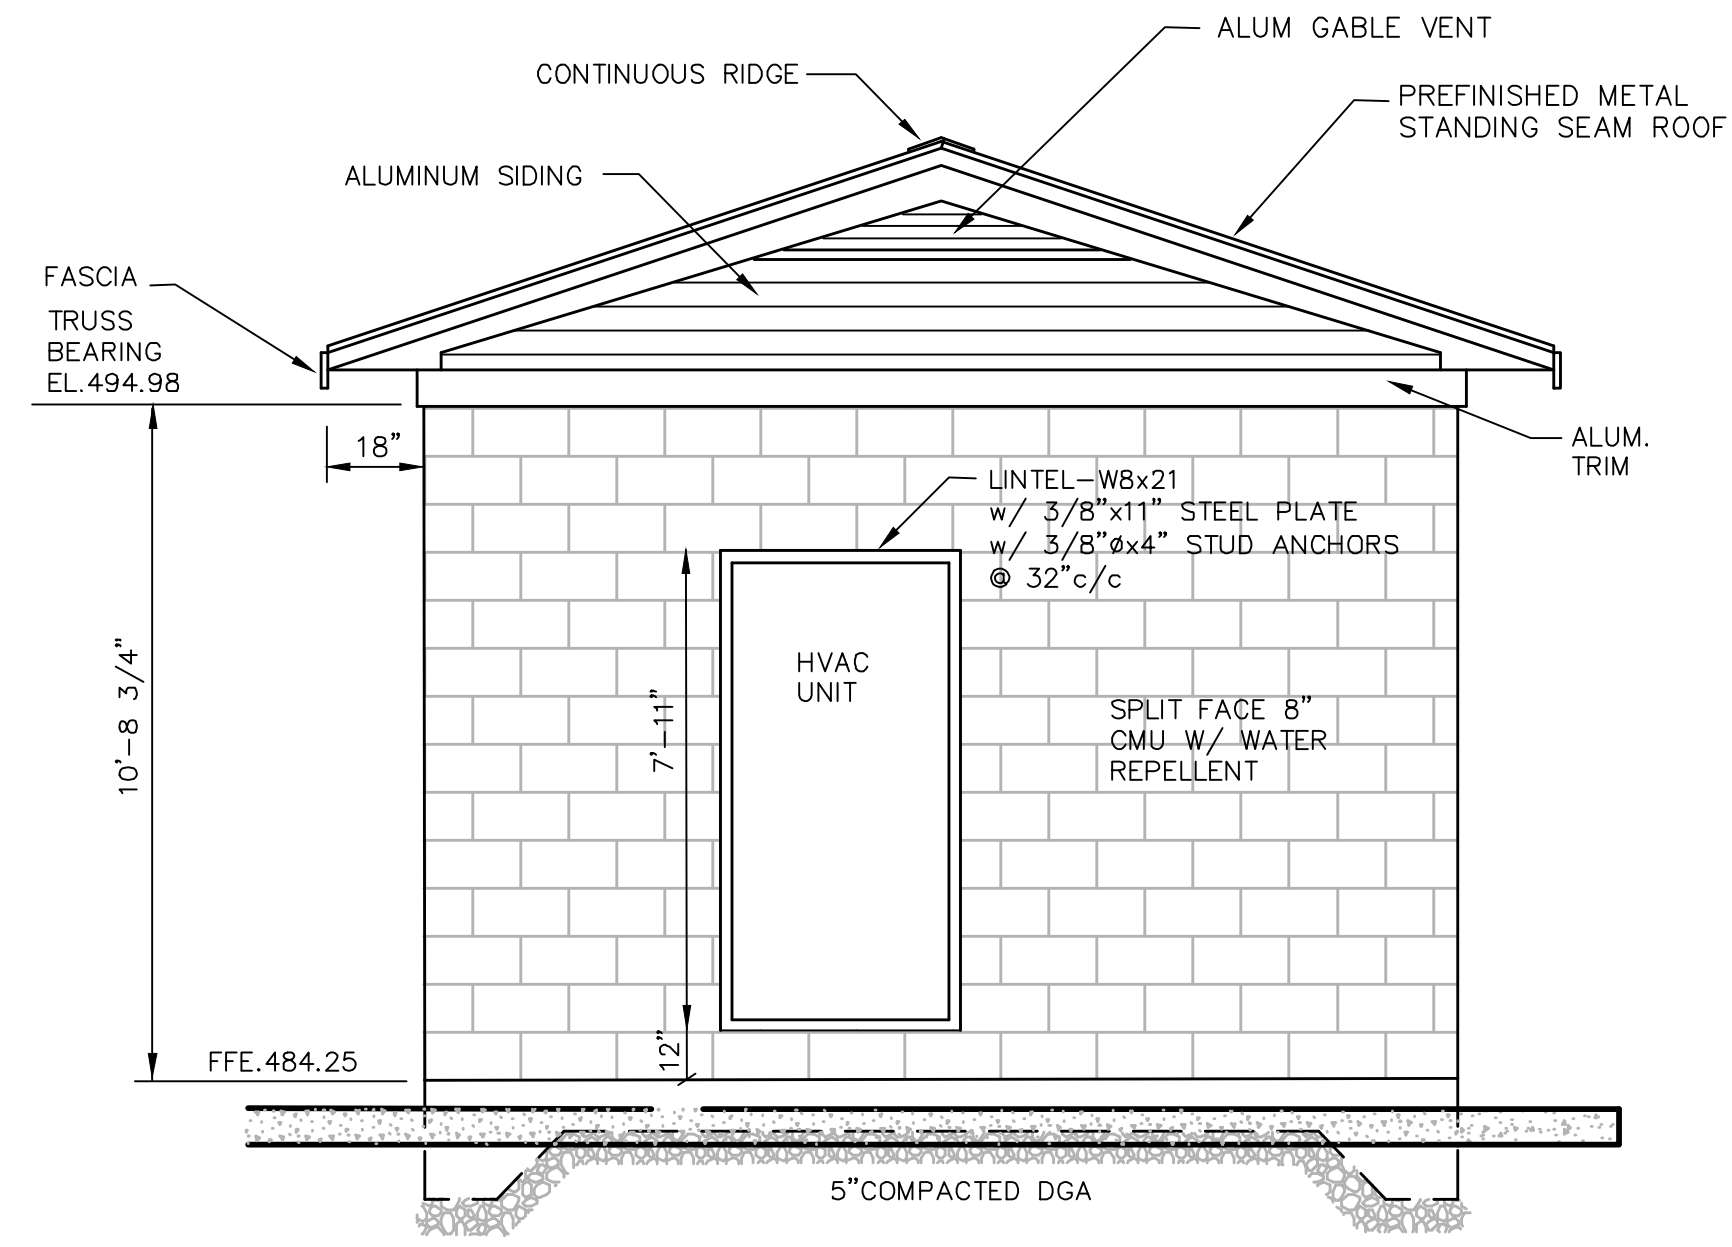 ALUM GABLE VENT
CONTINUOUS RIDGE
PREFINISHED METAL
STANDING SEAM ROOF
ALUMINUM SIDING
FASCIA
TRUSS
BEARING
EL.494.98
18"
ALUM.
TRIM
LINTEL-W8x21
w/ 3/8"x11" STEEL PLATE
w/ 3/8"øx4" STUD ANCHORS
@ 32"c/c
10'-8 3/4"
7'-11"
HVAC
UNIT
SPLIT FACE 8"
CMU W/ WATER
REPELLENT
12"
FFE.484.25
5"COMPACTED DGA